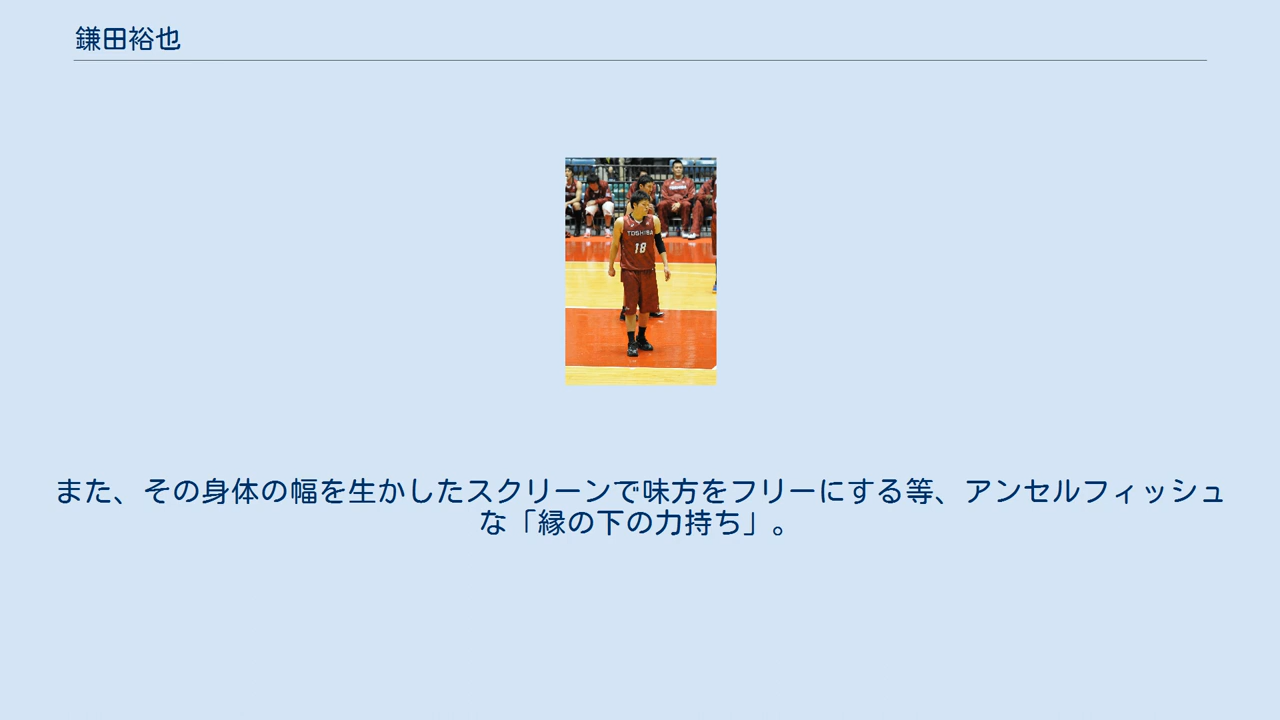 鎌田裕也
TOSHIBA
18
また、その身体の幅を生かしたスクリーンで味方をフリーにする等、アンセルフィッシュ
な「縁の下の力持ち」。